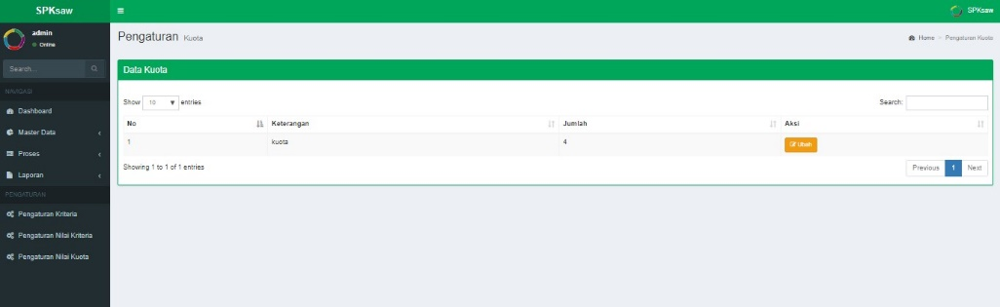 SPKsaw
SPKsaw
admin
Online
Search...
NAVIGASI
Dashboard
Master Data
Proses
Laporan
PENGATURAN
Pengaturan Kriteria
Pengaturan Nilai Kriteria
Pengaturan Nilai Kuota
Pengaturan Kuota
Home > Pengaturan Kuota
Data Kuota
Show 10 entries
Search:
No Keterangan Jumlah Aksi
1 kuota 4 Ubah
Showing 1 to 1 of 1 entries
Previous 1 Next